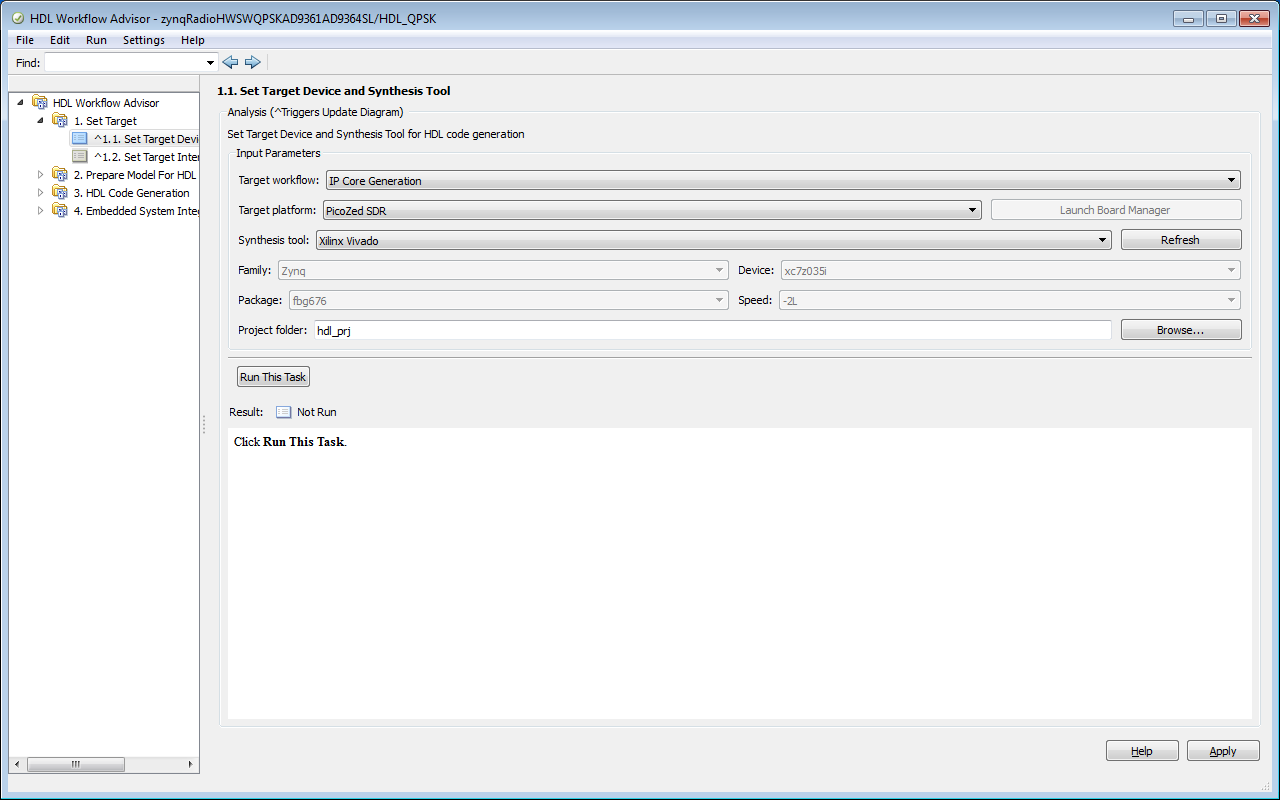 HDL Workflow Advisor - zynqRadioHWSWQPSKAD9361AD9364SL/HDL_QPSK
File Edit Run Settings Help
Find:
HDL Workflow Advisor
1. Set Target
^1.1. Set Target Devi
^1.2. Set Target Inter
2. Prepare Model For HDL
3. HDL Code Generation
4. Embedded System Integ
1.1. Set Target Device and Synthesis Tool
Analysis (^Triggers Update Diagram)
Set Target Device and Synthesis Tool for HDL code generation
Input Parameters
Target workflow: IP Core Generation
Target platform: PicoZed SDR Launch Board Manager
Synthesis tool: Xilinx Vivado Refresh
Family: Zynq Device: xc7z035i
Package: fbg676 Speed: -2L
Project folder: hdl_prj Browse...
Run This Task
Result: Not Run
Click Run This Task.
Help Apply